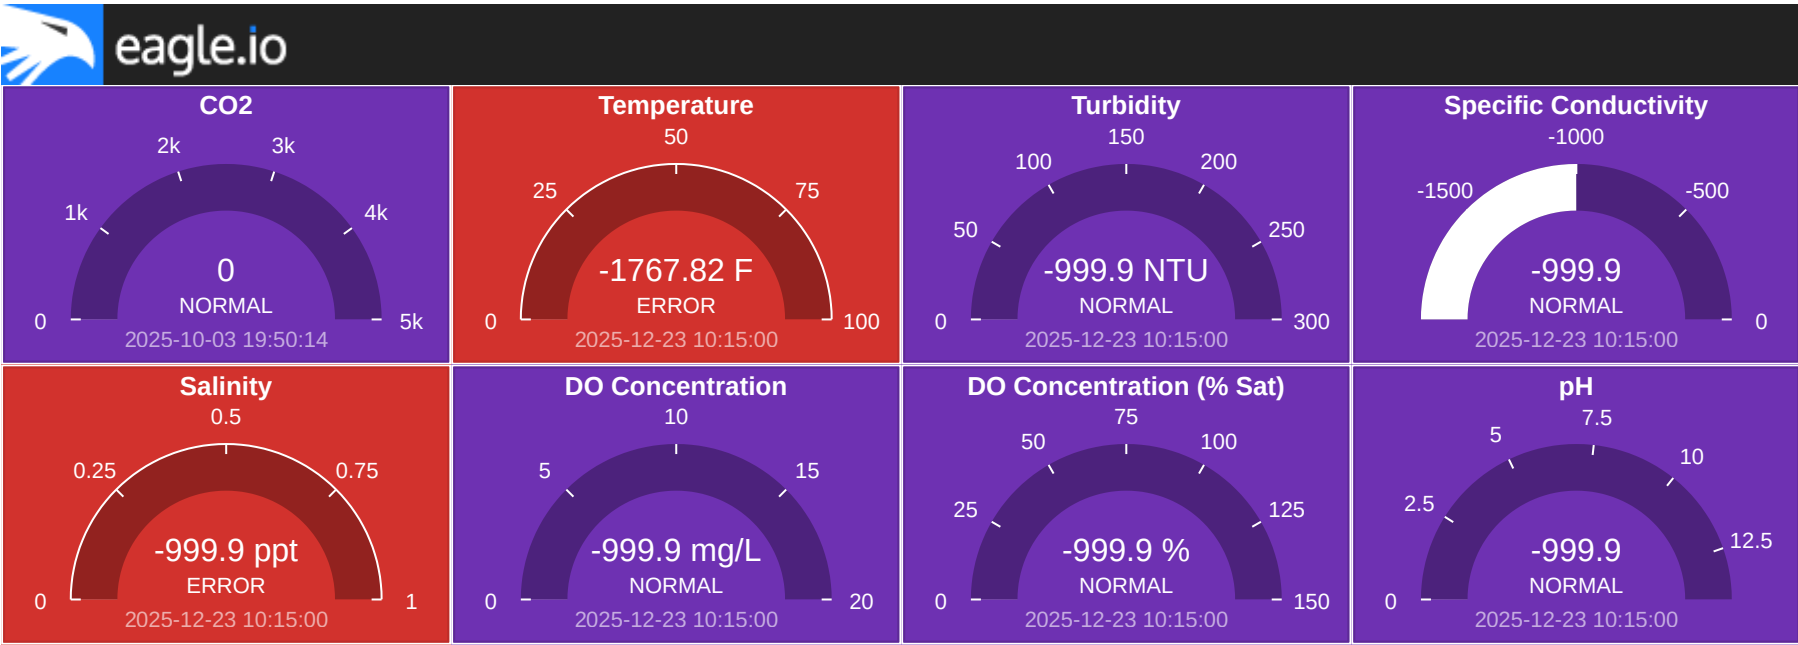 eagle.io
CO2
2k
3k
1k
4k
0
NORMAL
0
5k
2025-10-03 19:50:14
Temperature
50
25
75
-1767.82 F
ERROR
0
100
2025-12-23 10:15:00
Turbidity
150
100
200
50
250
-999.9 NTU
NORMAL
0
300
2025-12-23 10:15:00
Specific Conductivity
-1000
-1500
-500
-999.9
NORMAL
0
2025-12-23 10:15:00
Salinity
0.5
0.25
0.75
-999.9 ppt
ERROR
0
1
2025-12-23 10:15:00
DO Concentration
10
5
15
-999.9 mg/L
NORMAL
0
20
2025-12-23 10:15:00
DO Concentration (% Sat)
75
50
100
25
125
-999.9 %
NORMAL
0
150
2025-12-23 10:15:00
pH
7.5
5
10
2.5
12.5
-999.9
NORMAL
0
2025-12-23 10:15:00